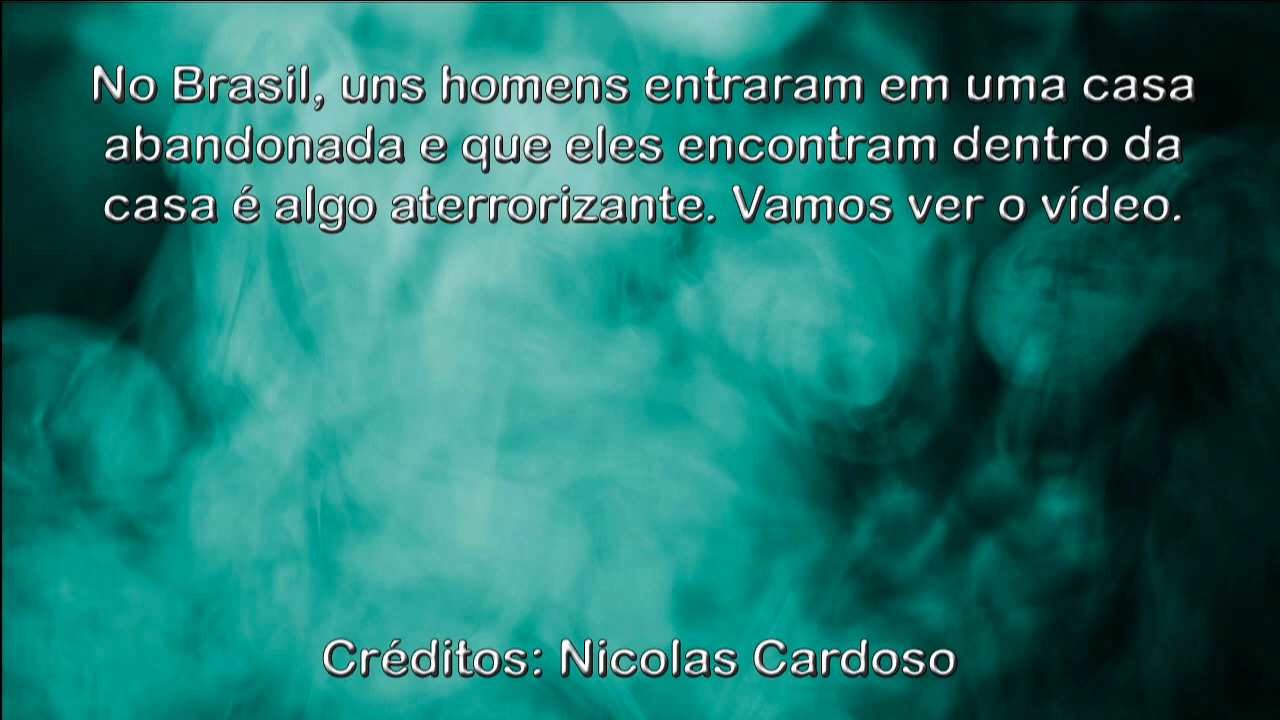 No Brasil, uns homens entraram em uma casa
abandonada e que eles encontram dentro da
casa é algo aterrorizante. Vamos ver o vídeo.
Créditos: Nicolas Cardoso